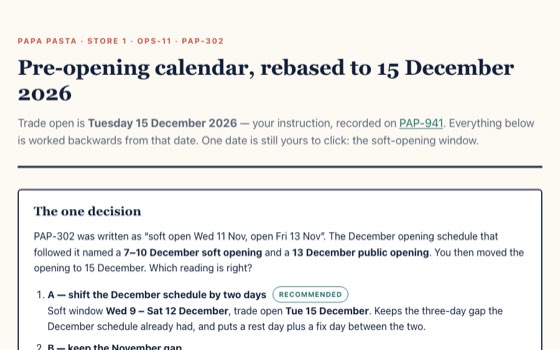 PAPA PASTA · STORE 1 · OPS-11 · PAP-302
Pre-opening calendar, rebased to 15 December
2026
Trade open is Tuesday 15 December 2026 — your instruction, recorded on PAP-941. Everything below
is worked backwards from that date. One date is still yours to click: the soft-opening window.
The one decision
PAP-302 was written as “soft open Wed 11 Nov, open Fri 13 Nov”. The December opening schedule that
followed it named a 7–10 December soft opening and a 13 December public opening. You then moved the
opening to 15 December. Which reading is right?
1. A — shift the December schedule by two days RECOMMENDED
Soft window Wed 9 – Sat 12 December, trade open Tue 15 December. Keeps the three-day gap the
December schedule already had, and puts a rest day plus a fix day between the two.
2. B — keep the November gap